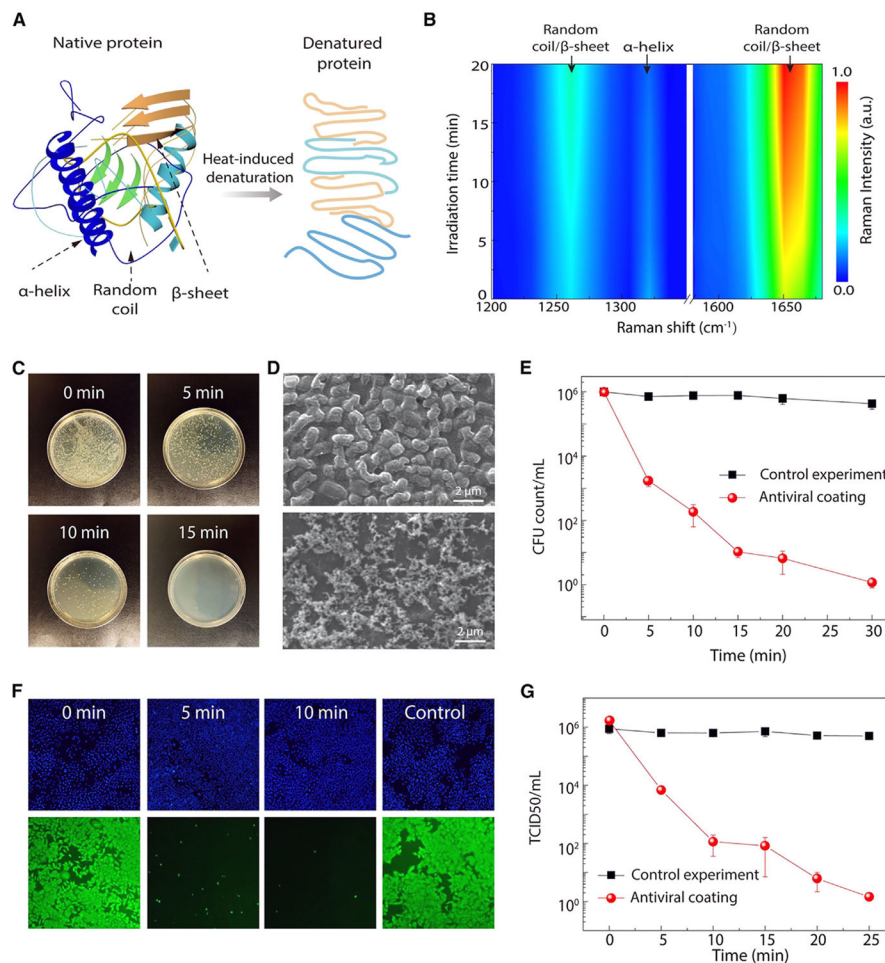 A
Native protein
Denatured
protein
Heat-induced
denaturation
α-helix
Random
coil
β-sheet
B
Random
coil/β-sheet
α-helix
Random
coil/β-sheet
Irradiation time (min)
20
15
10
5
0
1200
1250
1300
1600
1650
Raman shift (cm⁻¹)
1.0
0.0
Raman Intensity (a.u.)
C
0 min
5 min
10 min
15 min
D
2 μm
2 μm
E
CFU count/mL
10⁶
10⁴
10²
10⁰
Control experiment
Antiviral coating
0 5 10 15 20 25 30
Time (min)
F
0 min
5 min
10 min
Control
G
TCID50/mL
10⁶
10⁴
10²
10⁰
Control experiment
Antiviral coating
0 5 10 15 20 25
Time (min)